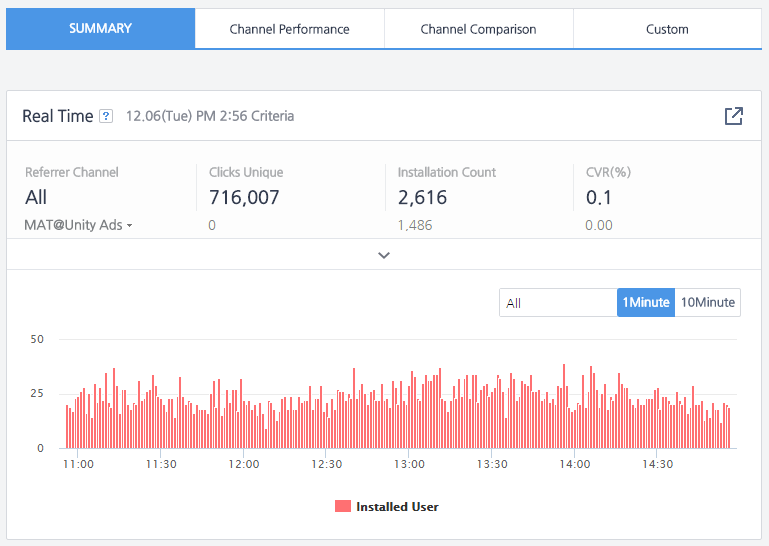 SUMMARY Channel Performance Channel Comparison Custom
Real Time ? 12.06(Tue) PM 2:56 Criteria
Referrer Channel Clicks Unique Installation Count CVR(%)
All 716,007 2,616 0.1
MAT@Unity Ads 0 1,486 0.00
All 1Minute 10Minute
50
25
0
11:00 11:30 12:00 12:30 13:00 13:30 14:00 14:30
Installed User